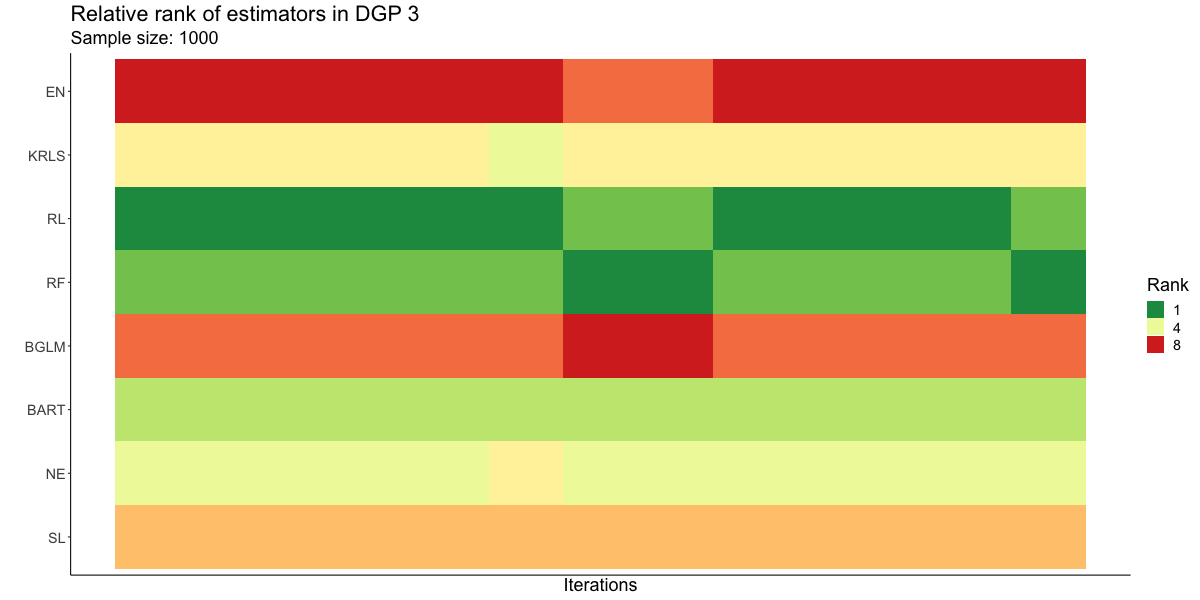 Relative rank of estimators in DGP 3
Sample size: 1000
EN
KRLS
RL
RF
BGLM
BART
NE
SL
Iterations
Rank
1
4
8